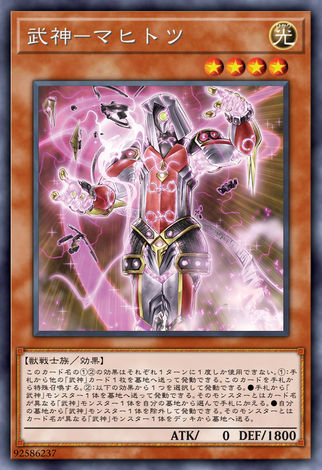 武神－マヒトツ
光
【獣戦士族／効果】
このカード名の①②の効果はそれぞれ１ターンに１度しか使用できない。①：手
札から他の「武神」カード１枚を墓地へ送って発動できる。このカードを手札か
ら特殊召喚する。②：以下の効果から１つを選択して発動できる。●手札から「武
神」モンスター１体を墓地へ送って発動できる。そのモンスターとはカード名
が異なる「武神」モンスター１体を自分の墓地から選んで手札に加える。●自分
の墓地から「武神」モンスター１体を除外して発動できる。そのモンスターとは
カード名が異なる「武神」モンスター１体をデッキから墓地へ送る。
ATK/ 0 DEF/1800
92586237